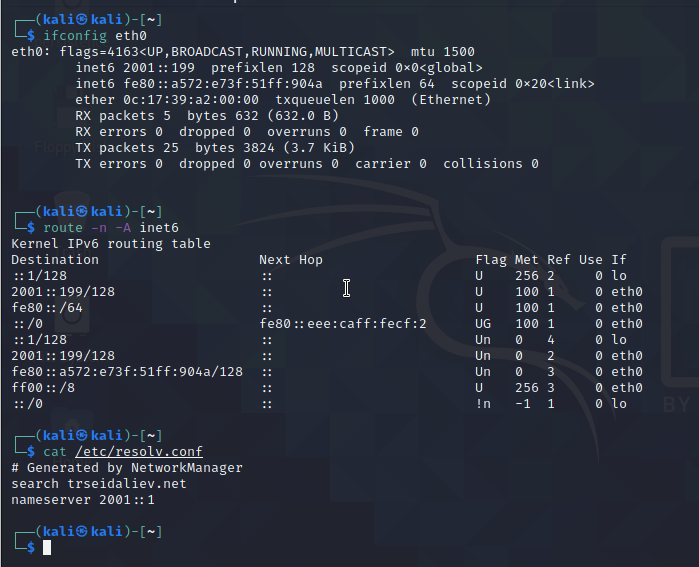 ┌──(kali㉿kali)-[~]
└─$ ifconfig eth0
eth0: flags=4163<UP,BROADCAST,RUNNING,MULTICAST>  mtu 1500
        inet6 2001::199  prefixlen 128  scopeid 0x0<global>
        inet6 fe80::a572:e73f:51ff:904a  prefixlen 64  scopeid 0x20<link>
        ether 0c:17:39:a2:00:00  txqueuelen 1000  (Ethernet)
        RX packets 5  bytes 632 (632.0 B)
        RX errors 0  dropped 0  overruns 0  frame 0
        TX packets 25  bytes 3824 (3.7 KiB)
        TX errors 0  dropped 0 overruns 0  carrier 0  collisions 0
┌──(kali㉿kali)-[~]
└─$ route -n -A inet6
Kernel IPv6 routing table
Destination                    Next Hop                   Flag Met Ref Use If
::1/128                        ::                         U    256 2     0 lo
2001::199/128                  ::                         U    100 1     0 eth0
fe80::/64                      ::                         U    100 1     0 eth0
::/0                           fe80::eee:caff:fecf:2      UG   100 1     0 eth0
::1/128                        ::                         Un   0   4     0 lo
2001::199/128                  ::                         Un   0   2     0 eth0
fe80::a572:e73f:51ff:904a/128  ::                         Un   0   3     0 eth0
ff00::/8                       ::                         U    256 3     0 eth0
::/0                           ::                         !n   -1  1     0 lo
BY
┌──(kali㉿kali)-[~]
└─$ cat /etc/resolv.conf
# Generated by NetworkManager
search trseidaliev.net
nameserver 2001::1
┌──(kali㉿kali)-[~]
└─$